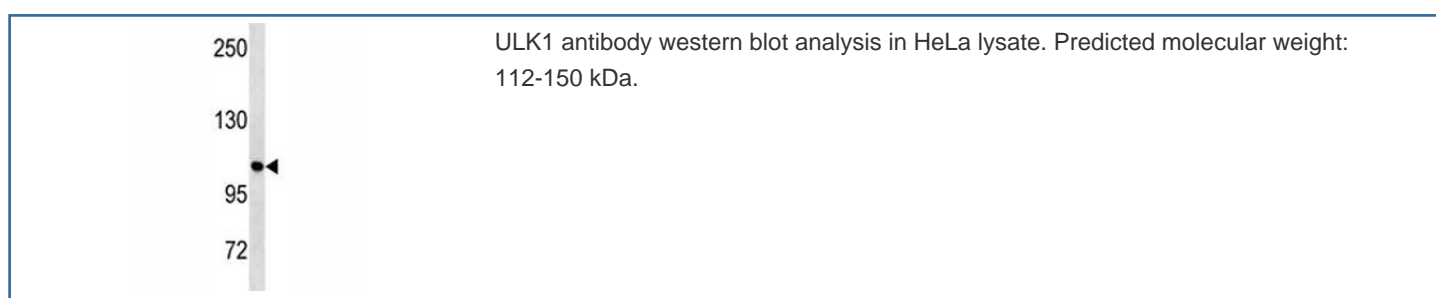 250
130
95
72
ULK1 antibody western blot analysis in HeLa lysate. Predicted molecular weight:
112-150 kDa.